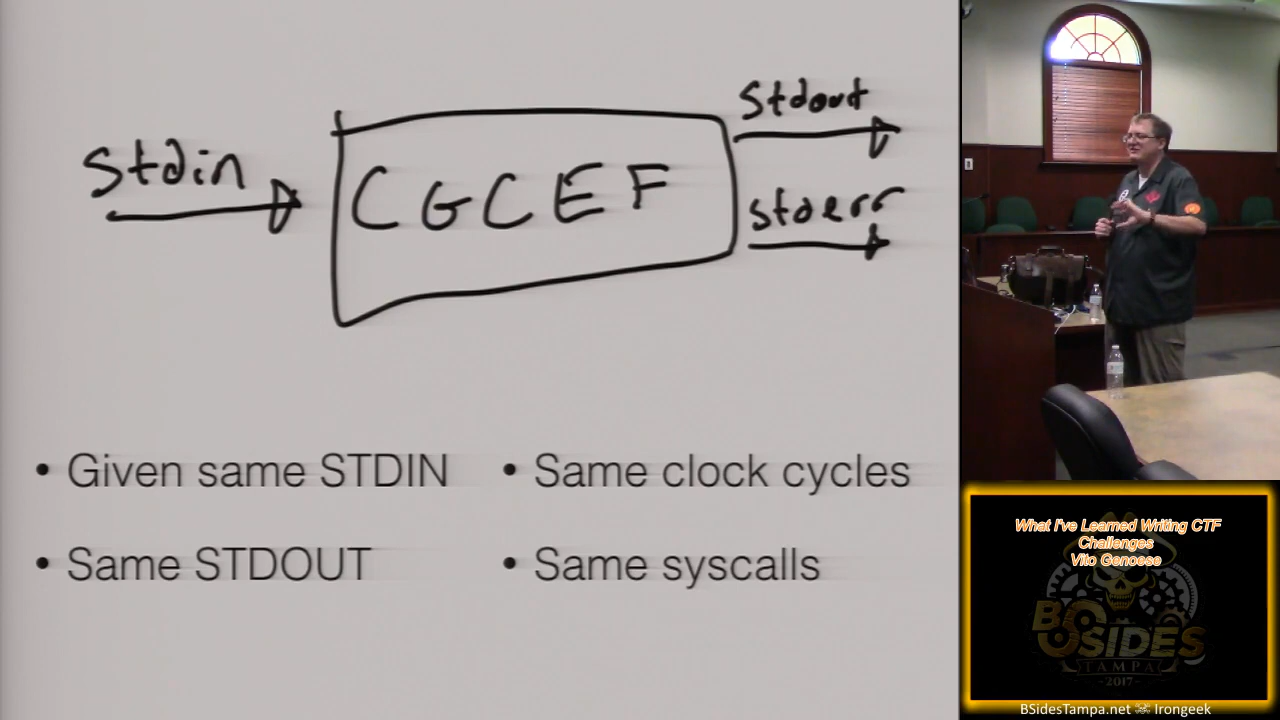 stdin
CGCEF
Stdout
stderr
• Given same STDIN
• Same STDOUT
• Same clock cycles
• Same syscalls
What I've Learned Writing CTF
Challenges
Vito Genoese
BSIDES
TAMPA
-2017-
BSidesTampa.net ☠ Irongeek